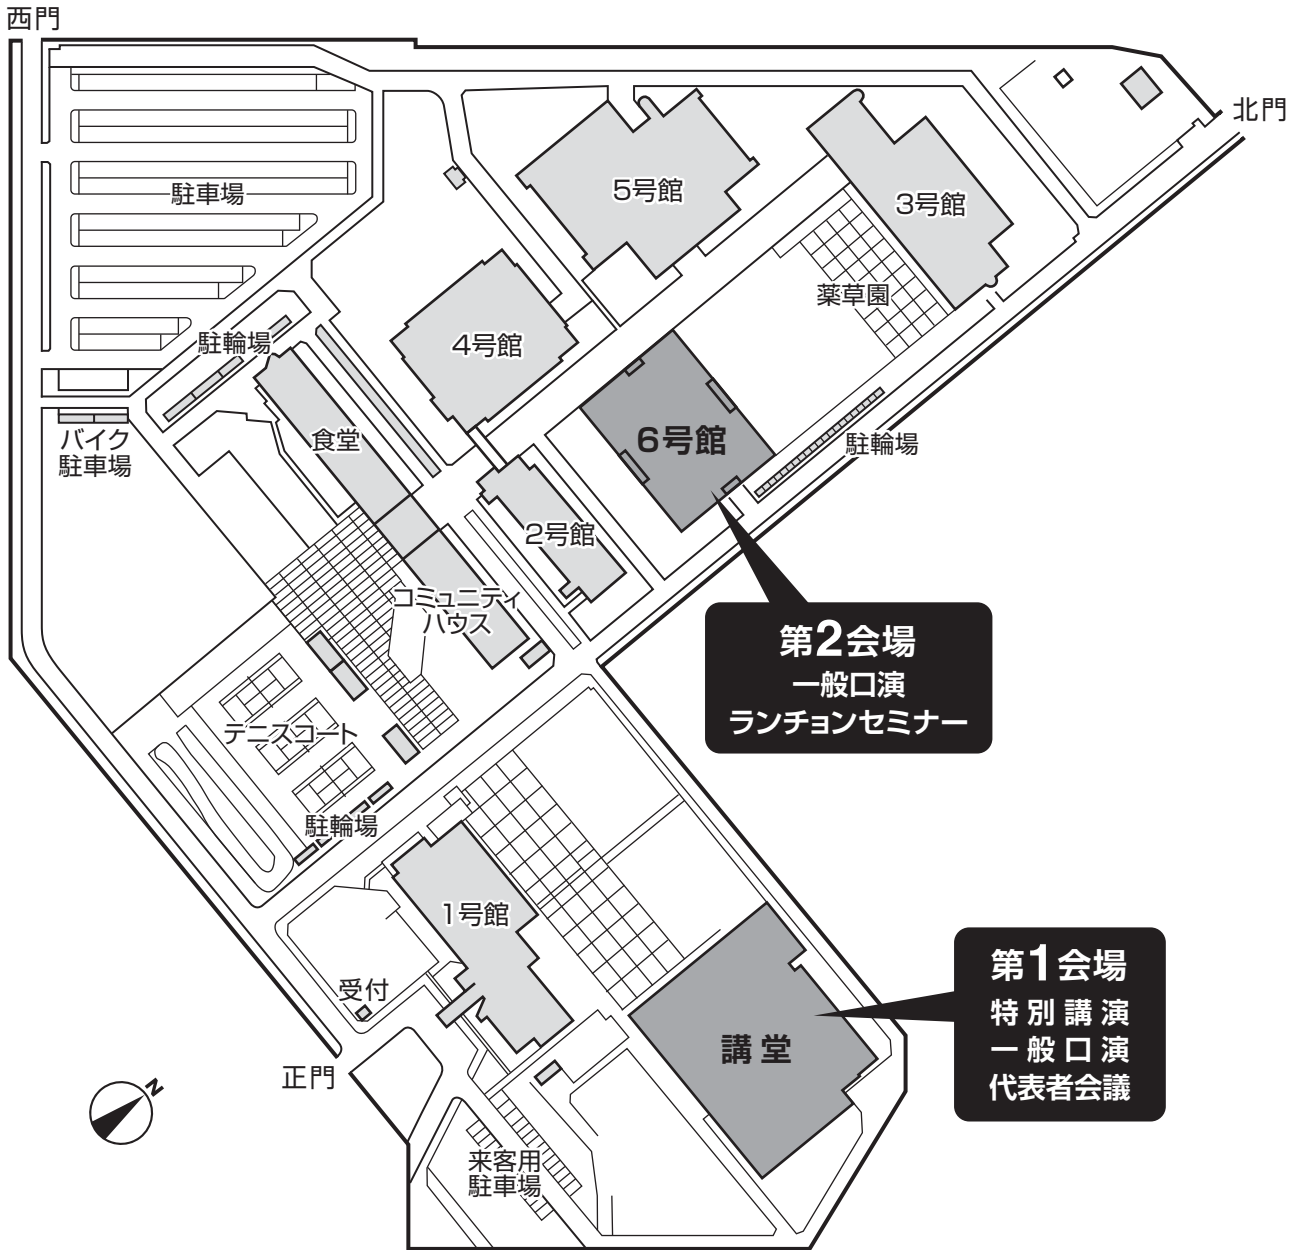 西門
北門
駐車場
5号館
3号館
薬草園
駐輪場
4号館
バイク
駐車場
食堂
6号館
駐輪場
2号館
コミュニティ
ハウス
第2会場
一般口演
ランチョンセミナー
テニスコート
駐輪場
1号館
受付
第1会場
特別講演
一般口演
代表者会議
講堂
正門
N
来客用
駐車場